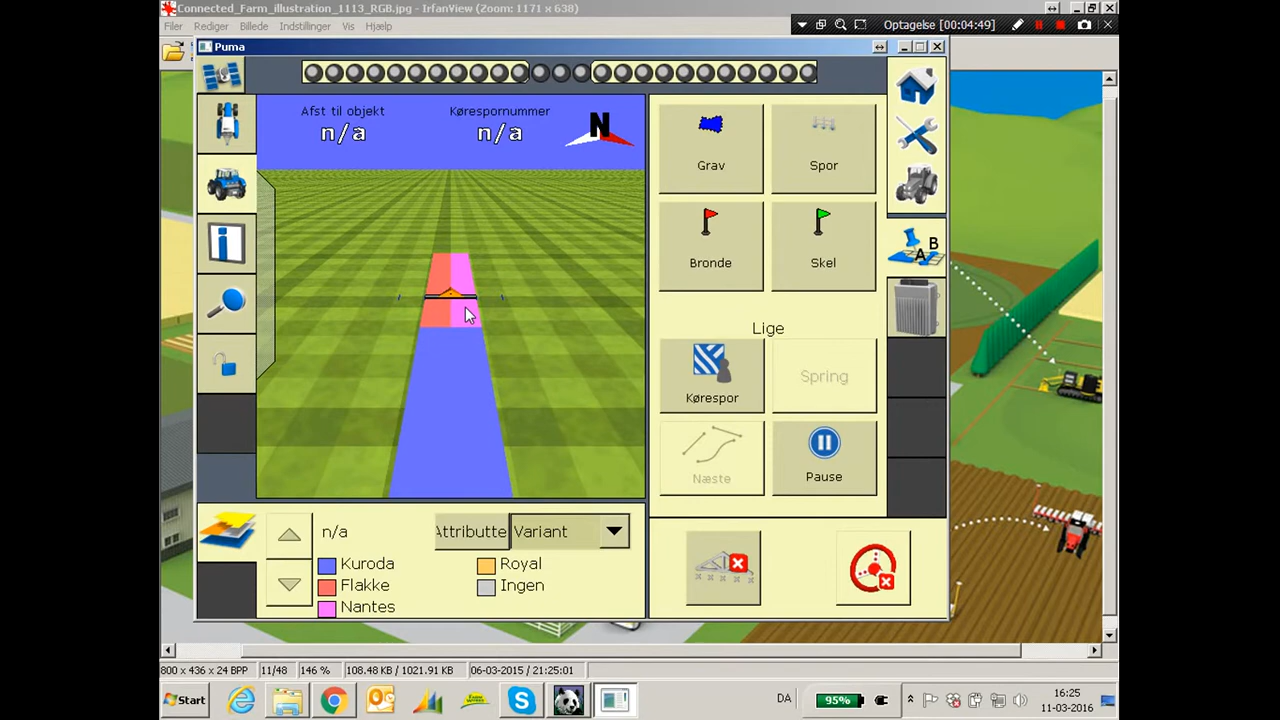 Connected_Farm_illustration_1113_RGB.jpg - IrfanView (Zoom: 1171 x 638)
Filer Rediger Billede Indstillinger Vis Hjælp
Optagelse [00:04:49]
Puma
Afst til objekt
n/a
Kørespornummer
n/a
N
Grav
Spor
Bronde
Skel
A B
Lige
Kørespor
Spring
Næste
Pause
n/a
Attributte
Variant
Kuroda
Royal
Flakke
Ingen
Nantes
800 x 436 x 24 BPP 11/48 146 % 108.48 KB / 1021.91 KB 06-03-2015 / 21:25:01
Start
DA
95%
16:25
11-03-2016